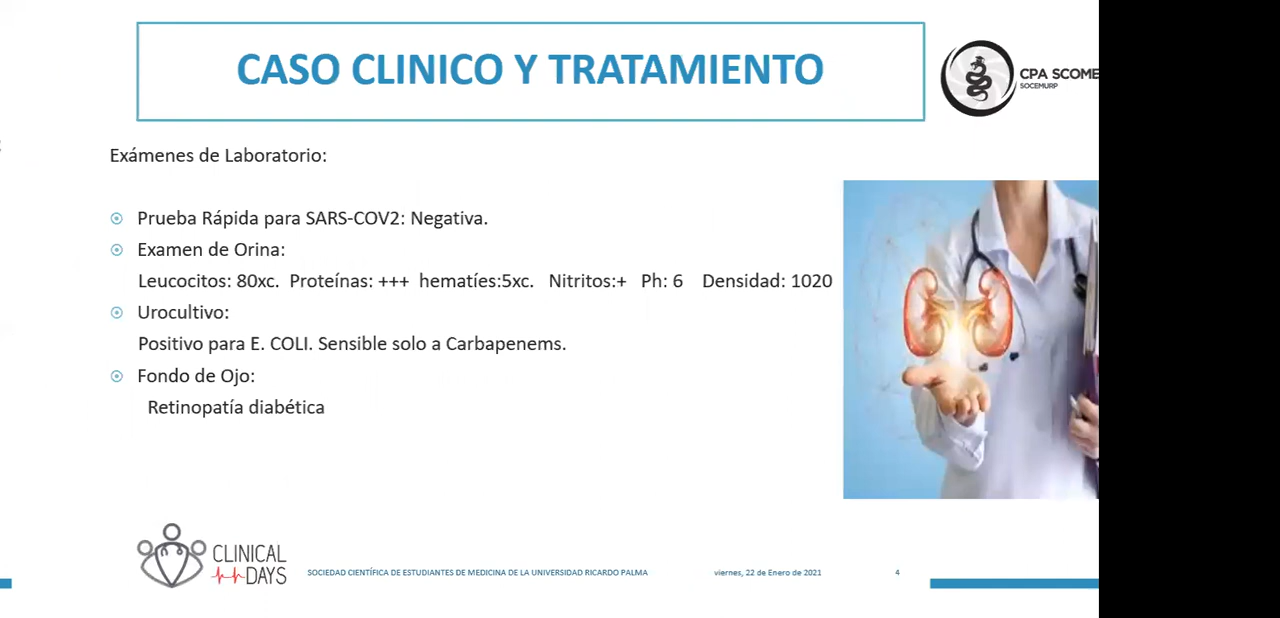 CASO CLINICO Y TRATAMIENTO
CPA SCOME
SOCEMURP
Exámenes de Laboratorio:
Prueba Rápida para SARS-COV2: Negativa.
Examen de Orina:
Leucocitos: 80xc. Proteínas: +++ hematíes:5xc. Nitritos:+ Ph: 6 Densidad: 1020
Urocultivo:
Positivo para E. COLI. Sensible solo a Carbapenems.
Fondo de Ojo:
Retinopatía diabética
CLINICAL
DAYS
SOCIEDAD CIENTÍFICA DE ESTUDIANTES DE MEDICINA DE LA UNIVERSIDAD RICARDO PALMA
viernes, 22 de Enero de 2021
4